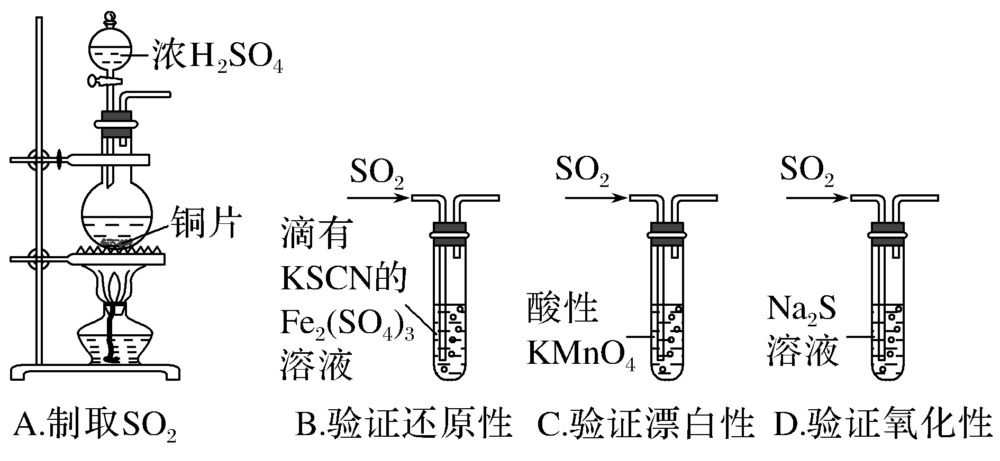 浓H₂SO₄
铜片
A.制取SO₂
SO₂
滴有
KSCN的
Fe₂(SO₄)₃
溶液
B.验证还原性
SO₂
酸性
KMnO₄
C.验证漂白性
SO₂
Na₂S
溶液
D.验证氧化性